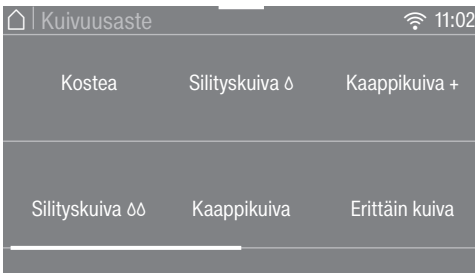 Kuivuusaste 11:02
Kostea Silityskuiva 💧 Kaappikuiva +
Silityskuiva 💧💧 Kaappikuiva Erittäin kuiva